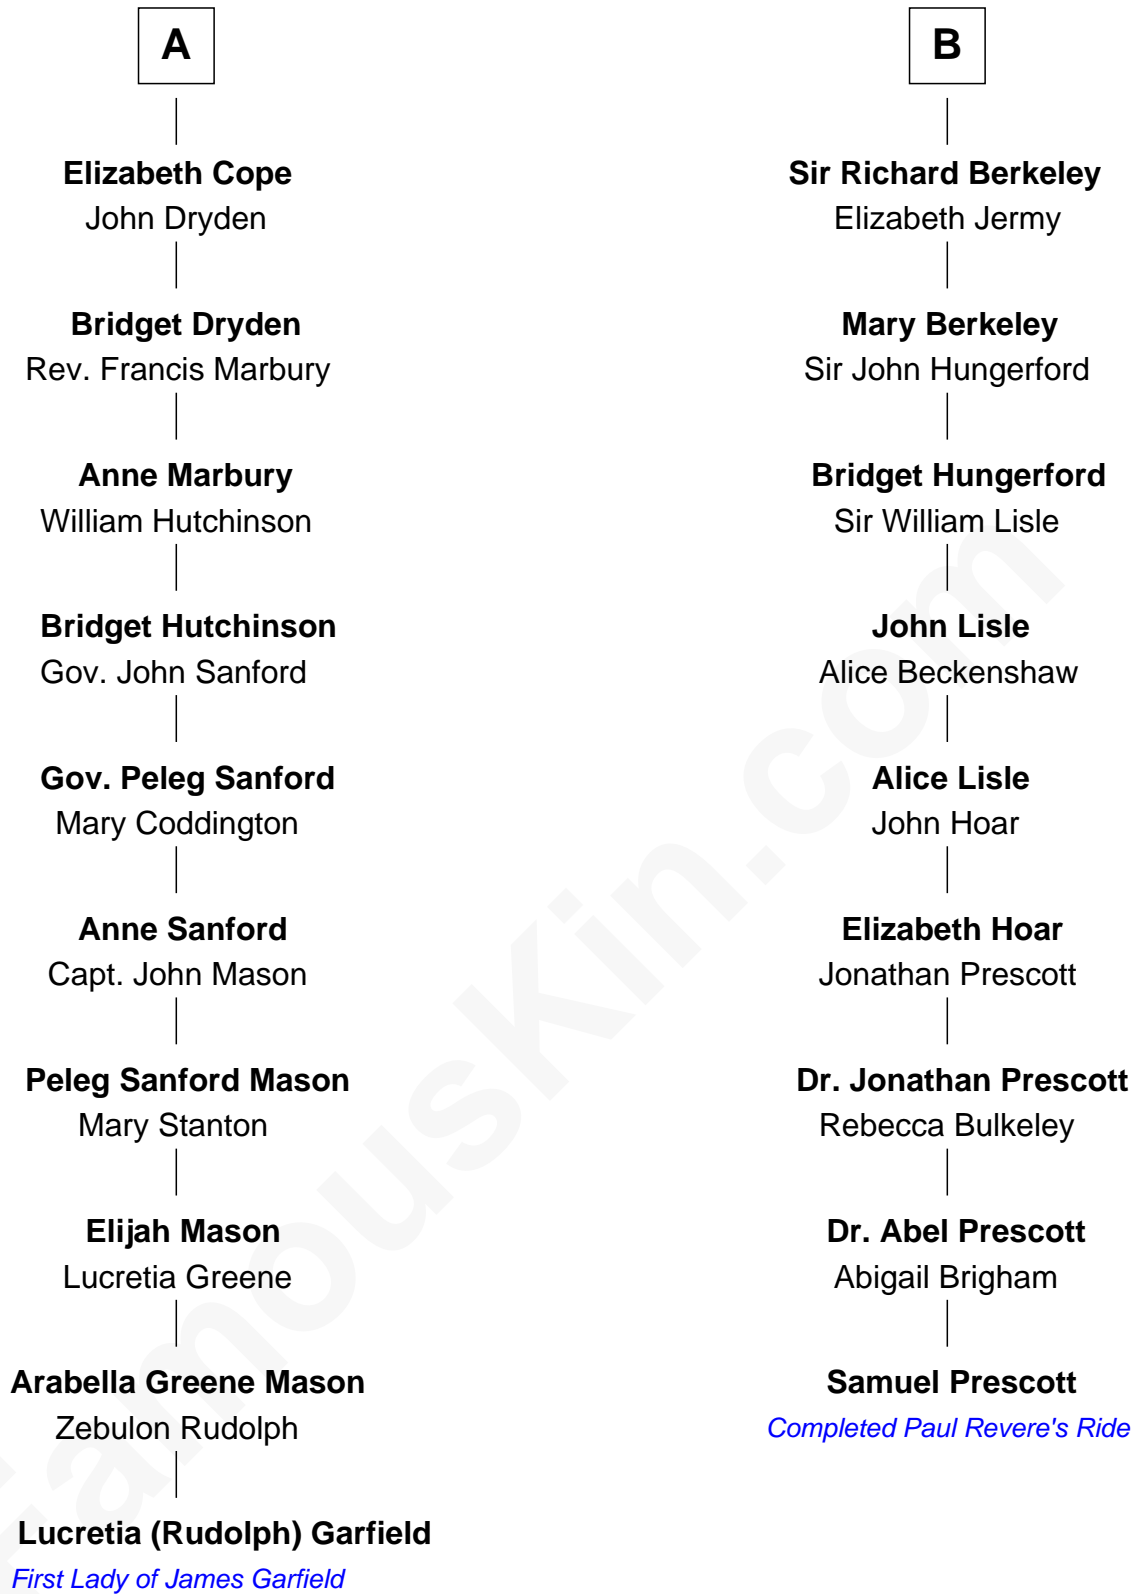 A
Elizabeth Cope
John Dryden
Bridget Dryden
Rev. Francis Marbury
Anne Marbury
William Hutchinson
Bridget Hutchinson
Gov. John Sanford
Gov. Peleg Sanford
Mary Coddington
Anne Sanford
Capt. John Mason
Peleg Sanford Mason
Mary Stanton
Elijah Mason
Lucretia Greene
Arabella Greene Mason
Zebulon Rudolph
Lucretia (Rudolph) Garfield
First Lady of James Garfield
B
Sir Richard Berkeley
Elizabeth Jermy
Mary Berkeley
Sir John Hungerford
Bridget Hungerford
Sir William Lisle
John Lisle
Alice Beckenshaw
Alice Lisle
John Hoar
Elizabeth Hoar
Jonathan Prescott
Dr. Jonathan Prescott
Rebecca Bulkeley
Dr. Abel Prescott
Abigail Brigham
Samuel Prescott
Completed Paul Revere's Ride
FamousKin.com